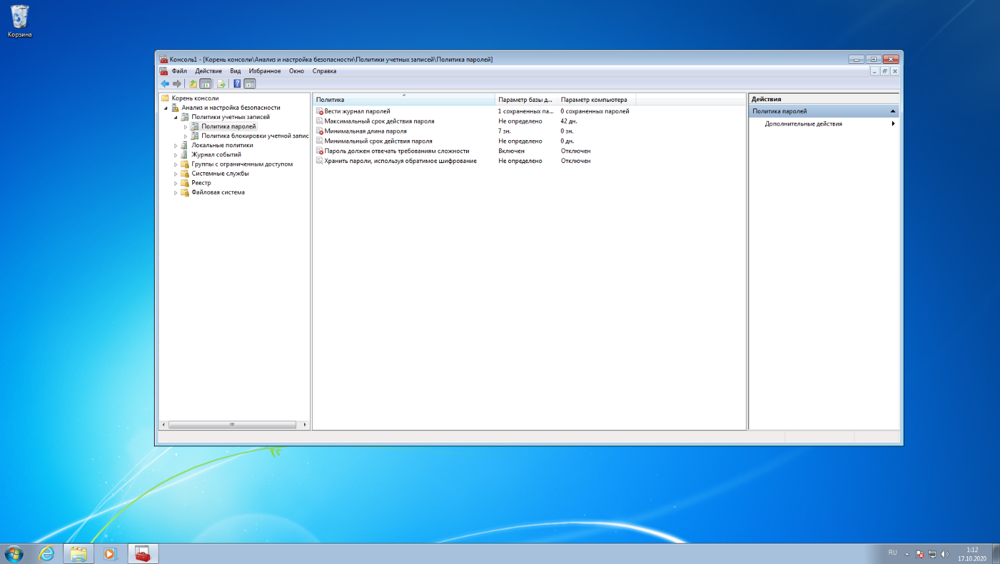 Корзина
Консоль1 - [Корень консоли\Анализ и настройка безопасности\Политики учетных записей\Политика паролей]
Файл Действие Вид Избранное Окно Справка
Корень консоли
Анализ и настройка безопасности
Политики учетных записей
Политика паролей
Политика блокировки учетной запис
Локальные политики
Журнал событий
Группы с ограниченным доступом
Системные службы
Реестр
Файловая система
Политика Параметр базы д... Параметр компьютера
Вести журнал паролей 1 сохраненных па... 0 сохраненных паролей
Максимальный срок действия пароля Не определено 42 дн.
Минимальная длина пароля 7 зн. 0 зн.
Минимальный срок действия пароля Не определено 0 дн.
Пароль должен отвечать требованиям сложности Включен Отключен
Хранить пароли, используя обратимое шифрование Не определено Отключен
Действия
Политика паролей
Дополнительные действия
RU
1:12
17.10.2020